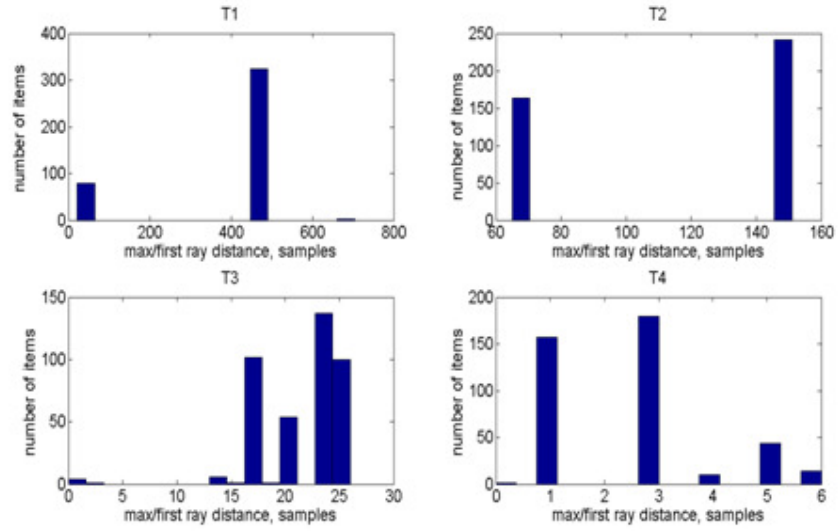 T1
number of items
400
300
200
100
0
0 200 400 600 800
max/first ray distance, samples
T2
number of items
250
200
150
100
50
0
60 80 100 120 140 160
max/first ray distance, samples
T3
number of items
150
100
50
0
0 5 10 15 20 25 30
max/first ray distance, samples
T4
number of items
200
150
100
50
0
0 1 2 3 4 5 6
max/first ray distance, samples